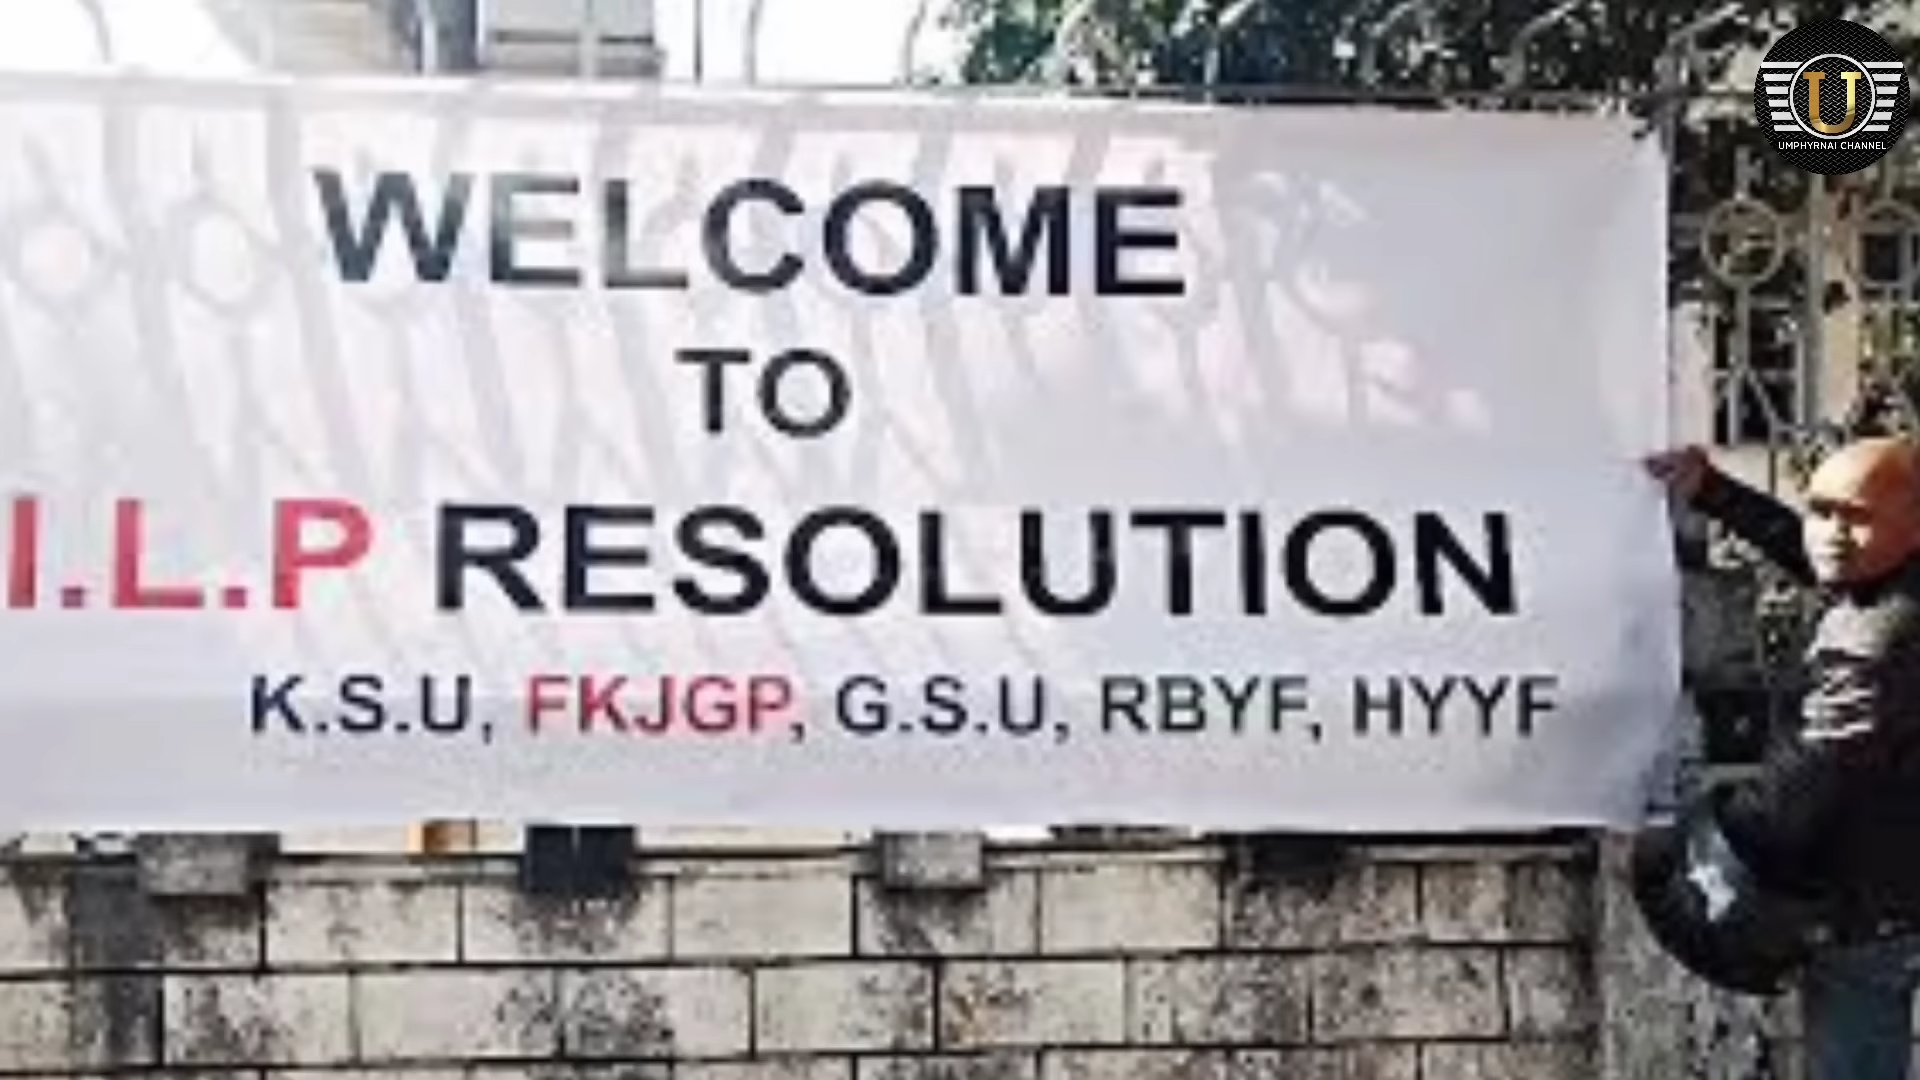 WELCOME
TO
I.L.P RESOLUTION
K.S.U, FKJGP, G.S.U, RBYF, HYYF
U
UMPHYRNAI CHANNEL